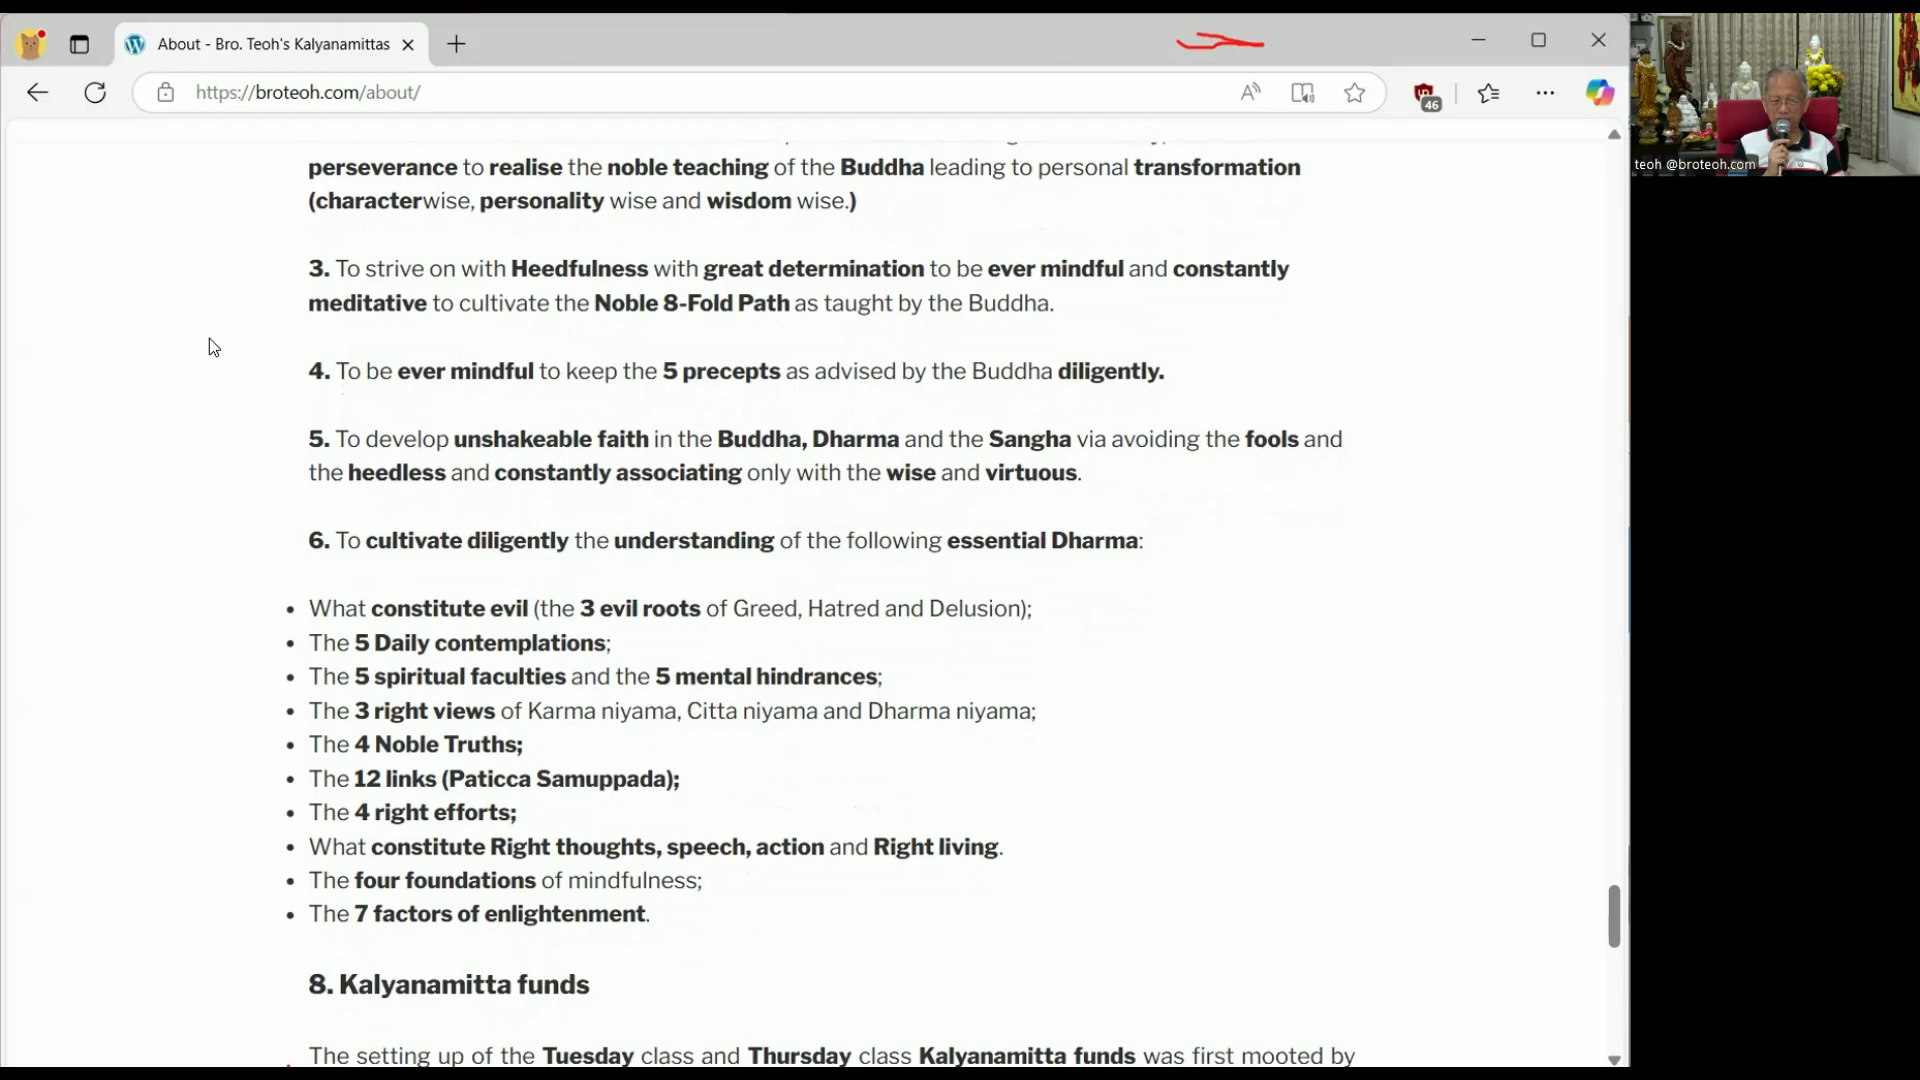 About - Bro. Teoh's Kalyanamittas
https://broteoh.com/about/
46
teoh @broteoh.com
perseverance to realise the noble teaching of the Buddha leading to personal transformation
(characterwise, personality wise and wisdom wise.)
3. To strive on with Heedfulness with great determination to be ever mindful and constantly
meditative to cultivate the Noble 8-Fold Path as taught by the Buddha.
4. To be ever mindful to keep the 5 precepts as advised by the Buddha diligently.
5. To develop unshakeable faith in the Buddha, Dharma and the Sangha via avoiding the fools and
the heedless and constantly associating only with the wise and virtuous.
6. To cultivate diligently the understanding of the following essential Dharma:
• What constitute evil (the 3 evil roots of Greed, Hatred and Delusion);
• The 5 Daily contemplations;
• The 5 spiritual faculties and the 5 mental hindrances;
• The 3 right views of Karma niyama, Citta niyama and Dharma niyama;
• The 4 Noble Truths;
• The 12 links (Paticca Samuppada);
• The 4 right efforts;
• What constitute Right thoughts, speech, action and Right living.
• The four foundations of mindfulness;
• The 7 factors of enlightenment.
8. Kalyanamitta funds
The setting up of the Tuesday class and Thursday class Kalyanamitta funds was first mooted by